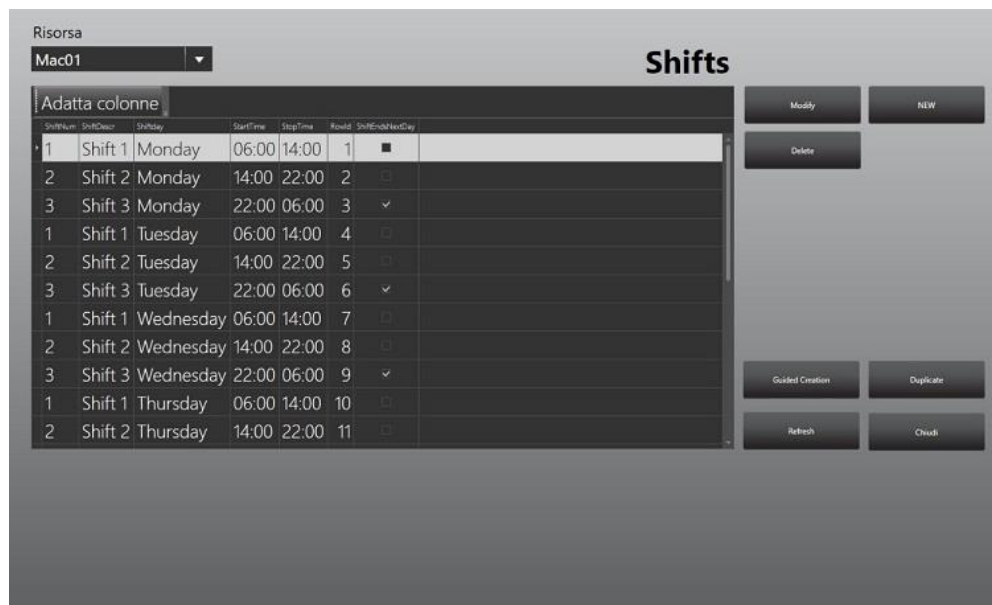 Risorsa
Mac01
Shifts
Adatta colonne
ShiftNum ShiftDescr Shiftday StartTime StopTime RowId ShiftEndsNextDay
1 Shift 1 Monday 06:00 14:00 1
2 Shift 2 Monday 14:00 22:00 2
3 Shift 3 Monday 22:00 06:00 3
1 Shift 1 Tuesday 06:00 14:00 4
2 Shift 2 Tuesday 14:00 22:00 5
3 Shift 3 Tuesday 22:00 06:00 6
1 Shift 1 Wednesday 06:00 14:00 7
2 Shift 2 Wednesday 14:00 22:00 8
3 Shift 3 Wednesday 22:00 06:00 9
1 Shift 1 Thursday 06:00 14:00 10
2 Shift 2 Thursday 14:00 22:00 11
Modify NEW
Delete
Guided Creation Duplicate
Refresh Chiudi